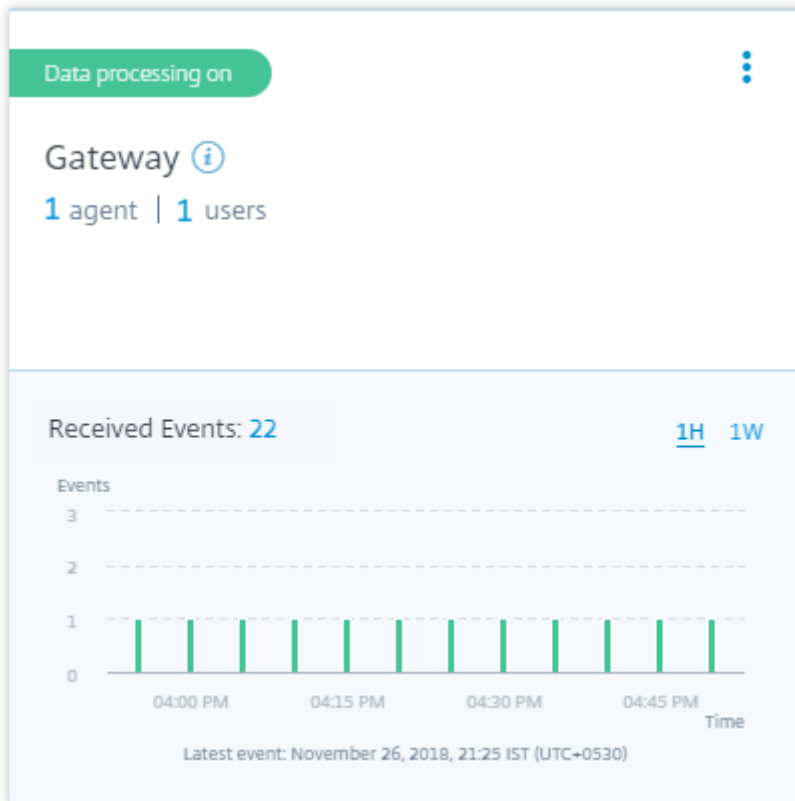 Data processing on
Gateway i
1 agent | 1 users
Received Events: 22
1H 1W
Events
3
2
1
0
04:00 PM 04:15 PM 04:30 PM 04:45 PM
Time
Latest event: November 26, 2018, 21:25 IST (UTC+0530)